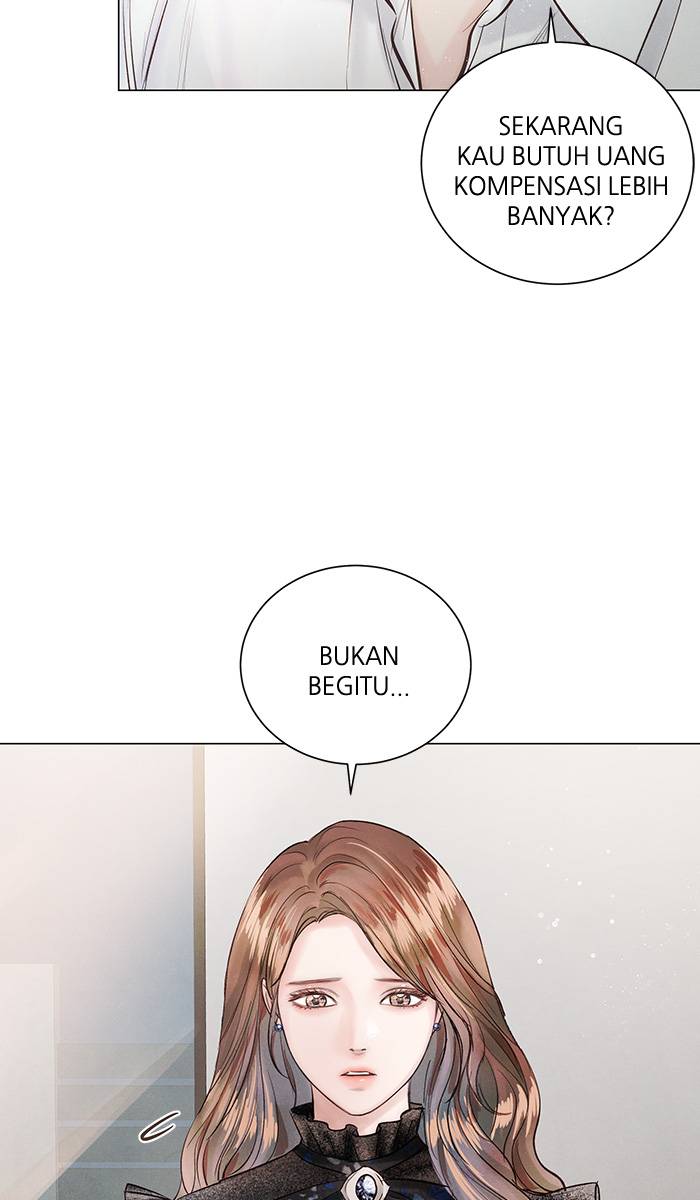 SEKARANG
KAU BUTUH UANG
KOMPENSASI LEBIH
BANYAK?
BUKAN
BEGITU...